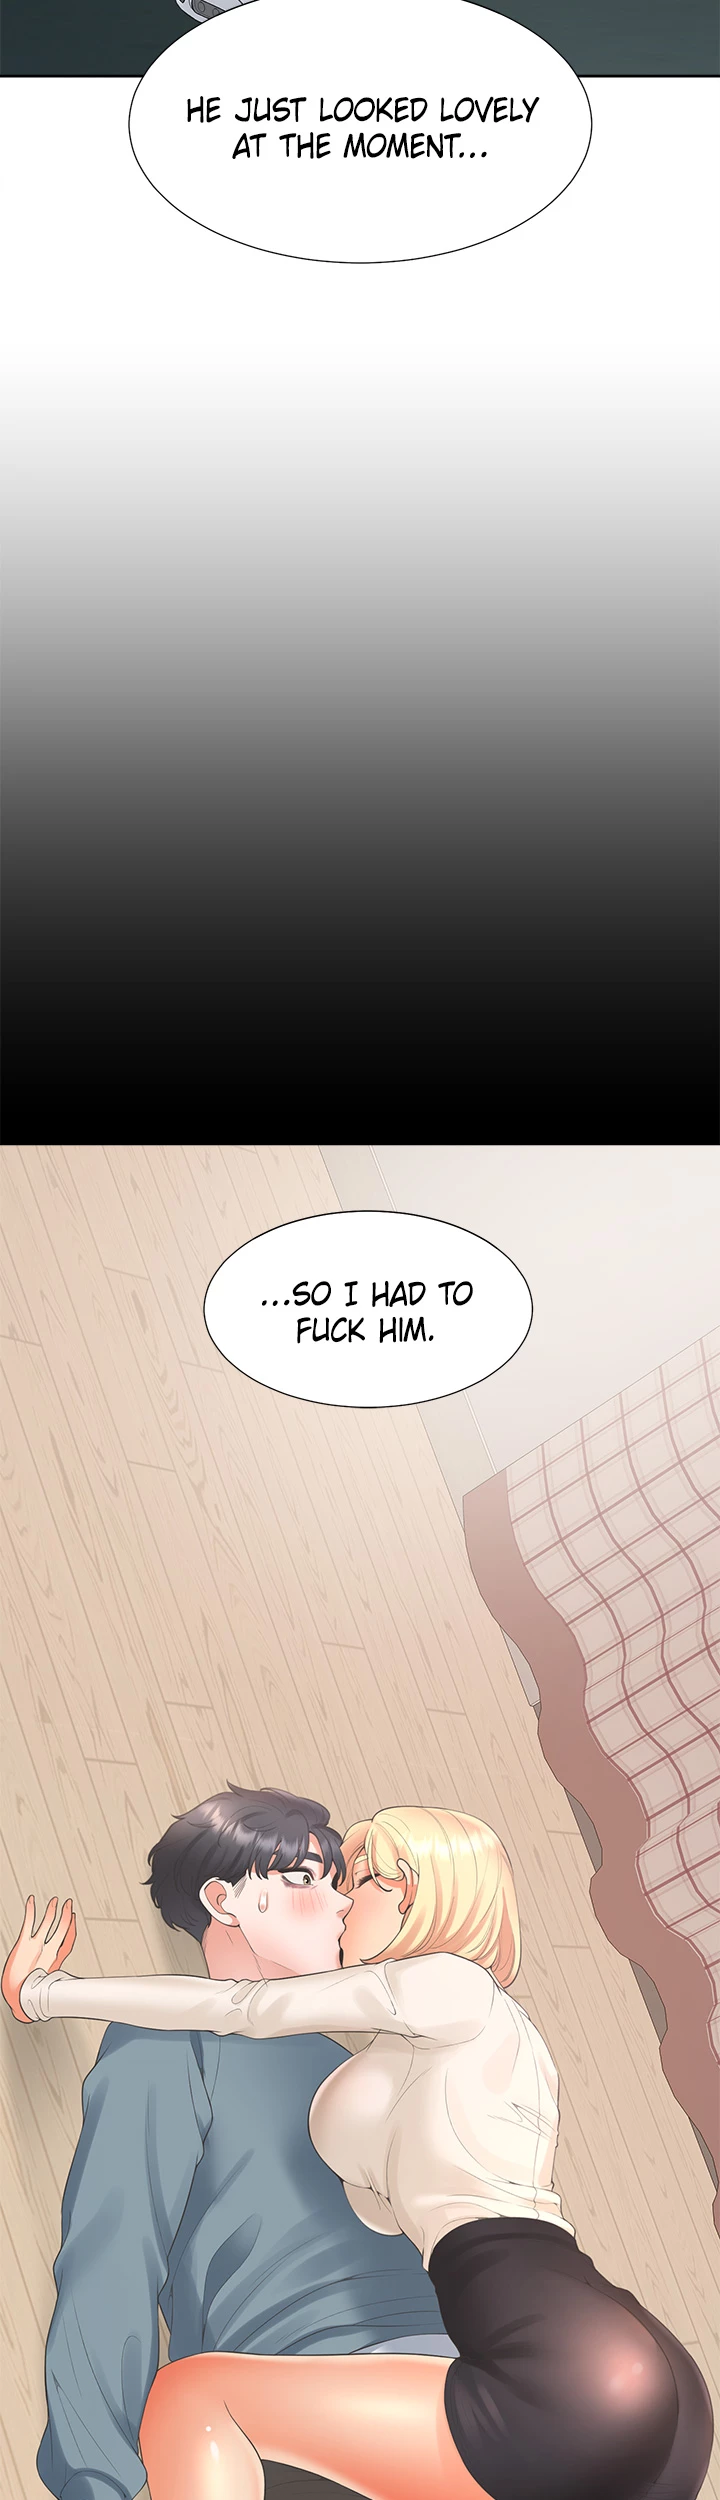 HE JUST LOOKED LOVELY
AT THE MOMENT...
...SO I HAD TO
FUCK HIM.